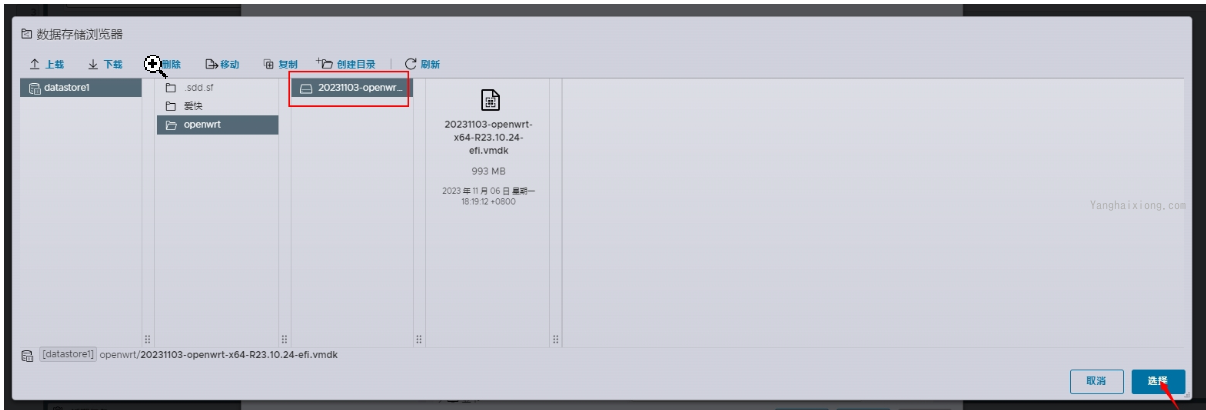 数据存储浏览器
上载 下载 删除 移动 复制 创建目录 刷新
datastore1
.sdd.sf
爱快
openwrt
20231103-openwr...
20231103-openwrt-
x64-R23.10.24-
efi.vmdk
993 MB
2023 年 11 月 06 日 星期一
18:19:12 +0800
Yanghaixiong.com
[datastore1] openwrt/20231103-openwrt-x64-R23.10.24-efi.vmdk
取消 选择